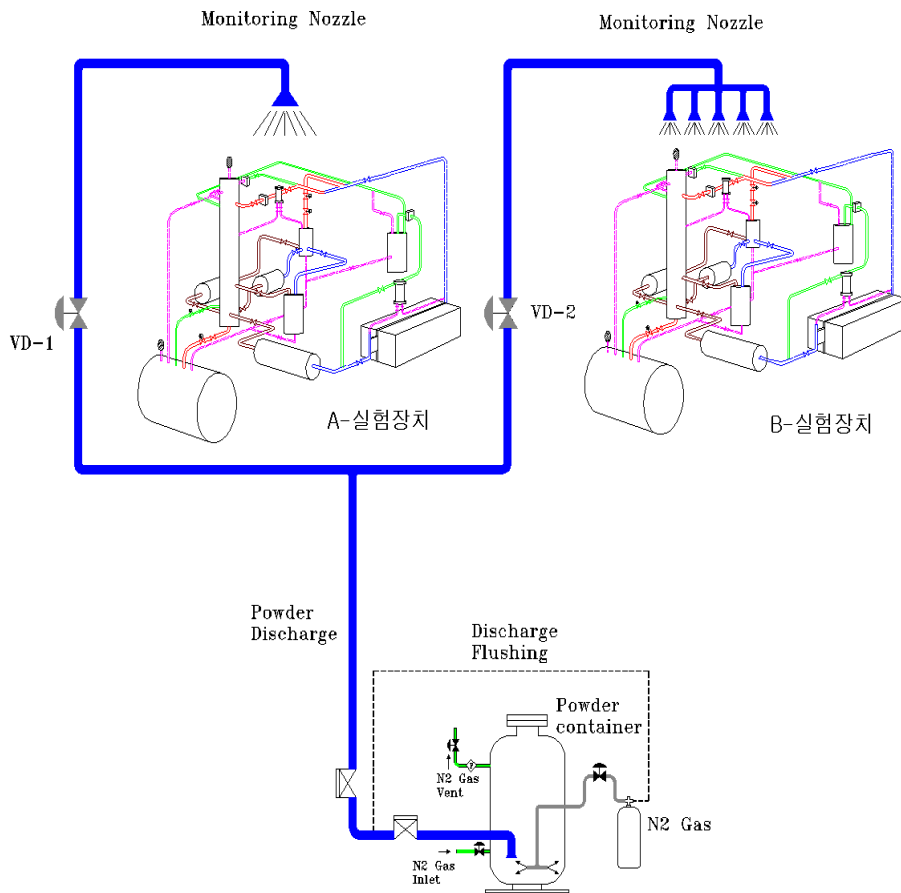 Monitoring Nozzle
Monitoring Nozzle
VD-1
VD-2
A-실험장치
B-실험장치
Powder
Discharge
Discharge
Flushing
Powder
container
N2 Gas
Vent
N2 Gas
N2 Gas
Inlet